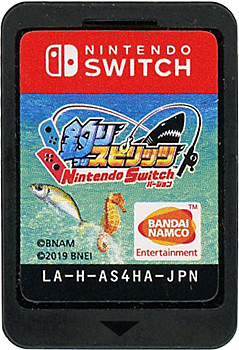 NINTENDO
SWITCH
釣り
スピリッツ
Nintendo Switch
バージョン
BANDAI
NAMCO
TM
Entertainment
©BNAM
©2019 BNEI
LA-H-AS4HA-JPN